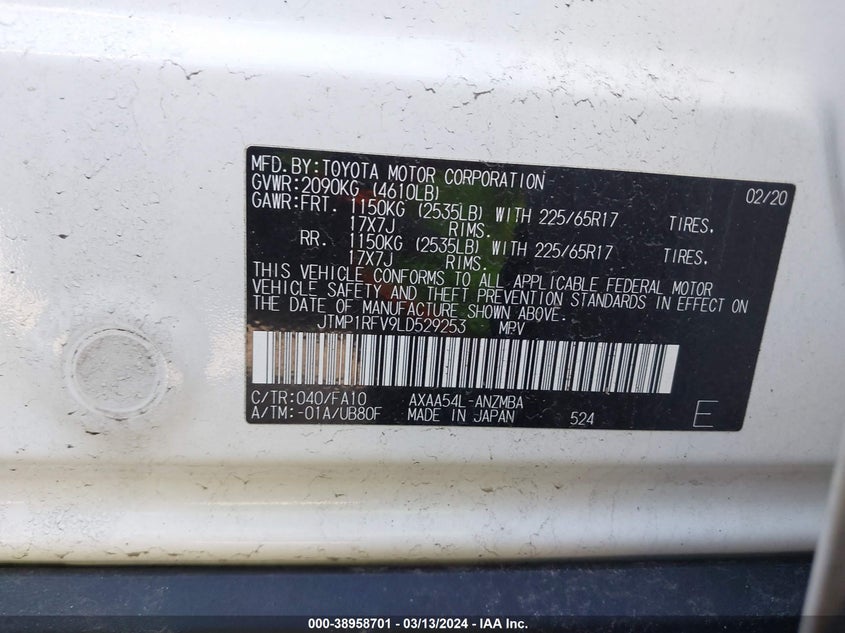 MFD.BY:TOYOTA MOTOR CORPORATION 02/20
GVWR:2090KG (4610LB)
GAWR:FRT. 1150KG (2535LB) WITH 225/65R17 TIRES.
17X7J RIMS.
RR. 1150KG (2535LB) WITH 225/65R17 TIRES.
17X7J RIMS.
THIS VEHICLE CONFORMS TO ALL APPLICABLE FEDERAL MOTOR
VEHICLE SAFETY AND THEFT PREVENTION STANDARDS IN EFFECT ON
THE DATE OF MANUFACTURE SHOWN ABOVE.
JTMP1RFV9LD529253 MPV
C/TR:040/FA10 AXAA54L-ANZMBA
A/TM:-01A/UB80F MADE IN JAPAN 524 E
000-38958701 - 03/13/2024 - IAA Inc.